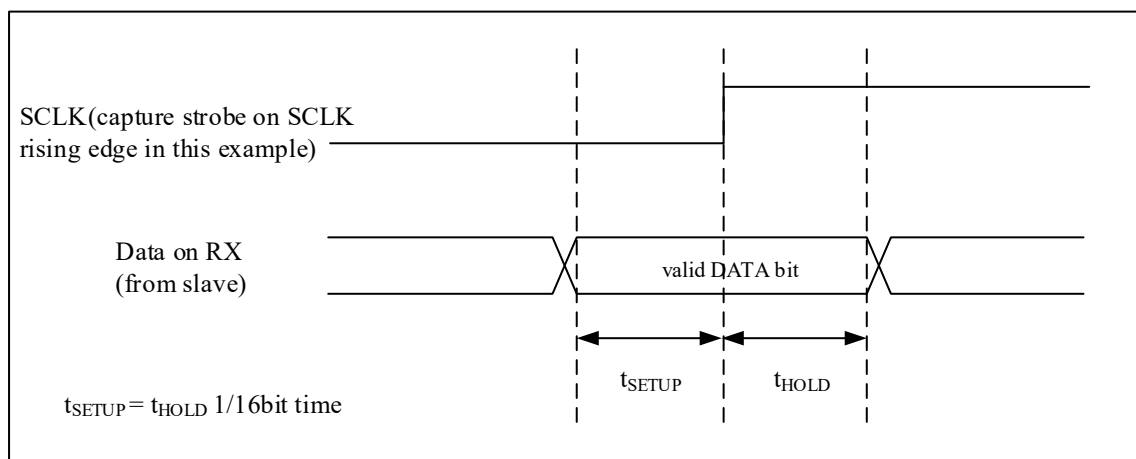 SCLK(capture strobe on SCLK
rising edge in this example)
Data on RX
(from slave)
valid DATA bit
tSETUP
tHOLD
tSETUP = tHOLD 1/16bit time